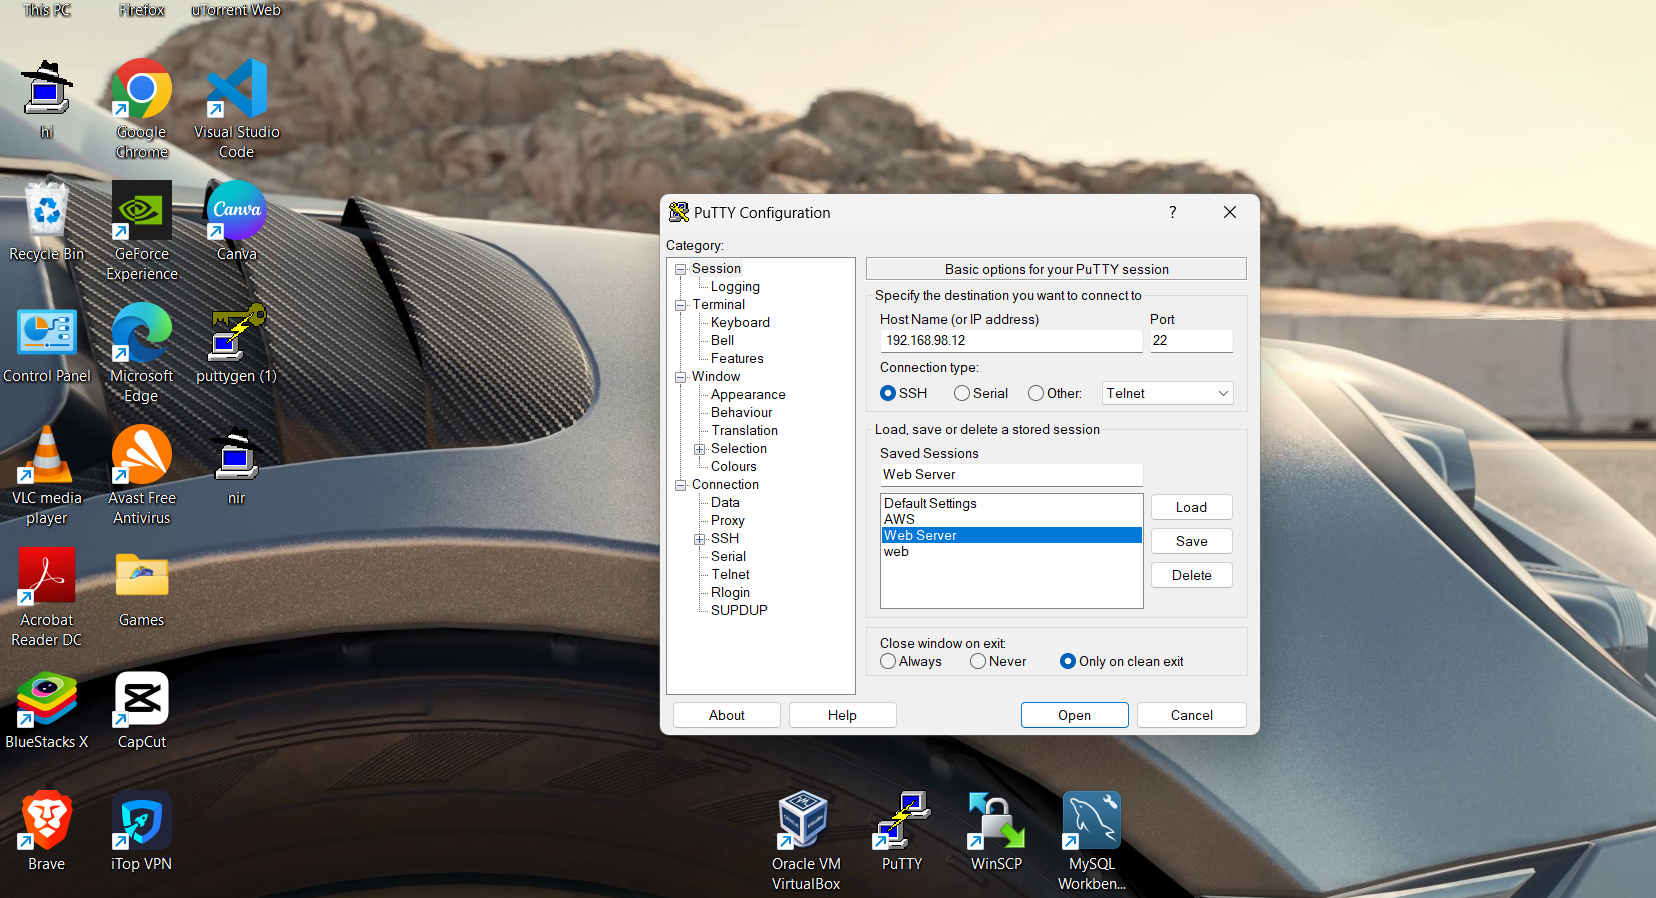 This PC
Firefox
uTorrent Web
hi
Google
Chrome
Visual Studio
Code
Recycle Bin
GeForce
Experience
Canva
Canva
Control Panel
Microsoft
Edge
puttygen (1)
VLC media
player
Avast Free
Antivirus
nir
Acrobat
Reader DC
Games
BlueStacks X
CapCut
Brave
iTop VPN
Oracle VM
VirtualBox
PuTTY
WinSCP
MySQL
Workben...
PuTTY Configuration
?
Category:
Session
Logging
Terminal
Keyboard
Bell
Features
Window
Appearance
Behaviour
Translation
Selection
Colours
Connection
Data
Proxy
SSH
Serial
Telnet
Rlogin
SUPDUP
Basic options for your PuTTY session
Specify the destination you want to connect to
Host Name (or IP address) Port
192.168.98.12 22
Connection type:
SSH Serial Other: Telnet
Load, save or delete a stored session
Saved Sessions
Web Server
Default Settings
AWS
Web Server
web
Load
Save
Delete
Close window on exit:
Always Never Only on clean exit
About Help Open Cancel